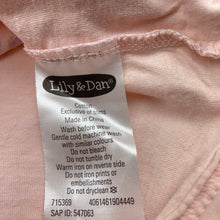 Lily & Dan
Cotton
Exclusive of trims
Made in China
Wash before wear
Gentle cold machine wash
with similar colours
Do not bleach
Do not tumble dry
Warm iron on reverse side
Do not iron prints or
embellishments
Do not dryclean
715369 4061461904449
SAP ID: 547063